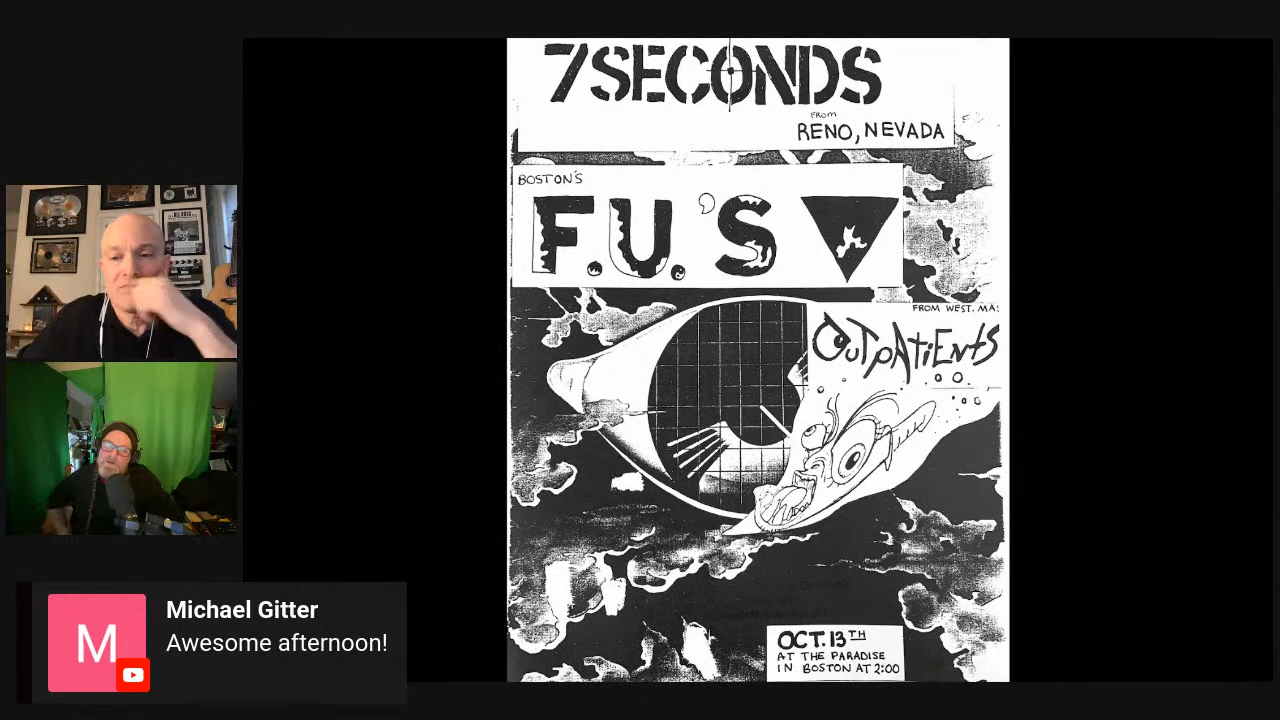 7SECONDS
FROM
RENO, NEVADA
BOSTON'S
F.U.'S
FROM WEST. MA:
OUTPATIENTS
OCT. 13TH
AT THE PARADISE
IN BOSTON AT 2:00
M
Michael Gitter
Awesome afternoon!